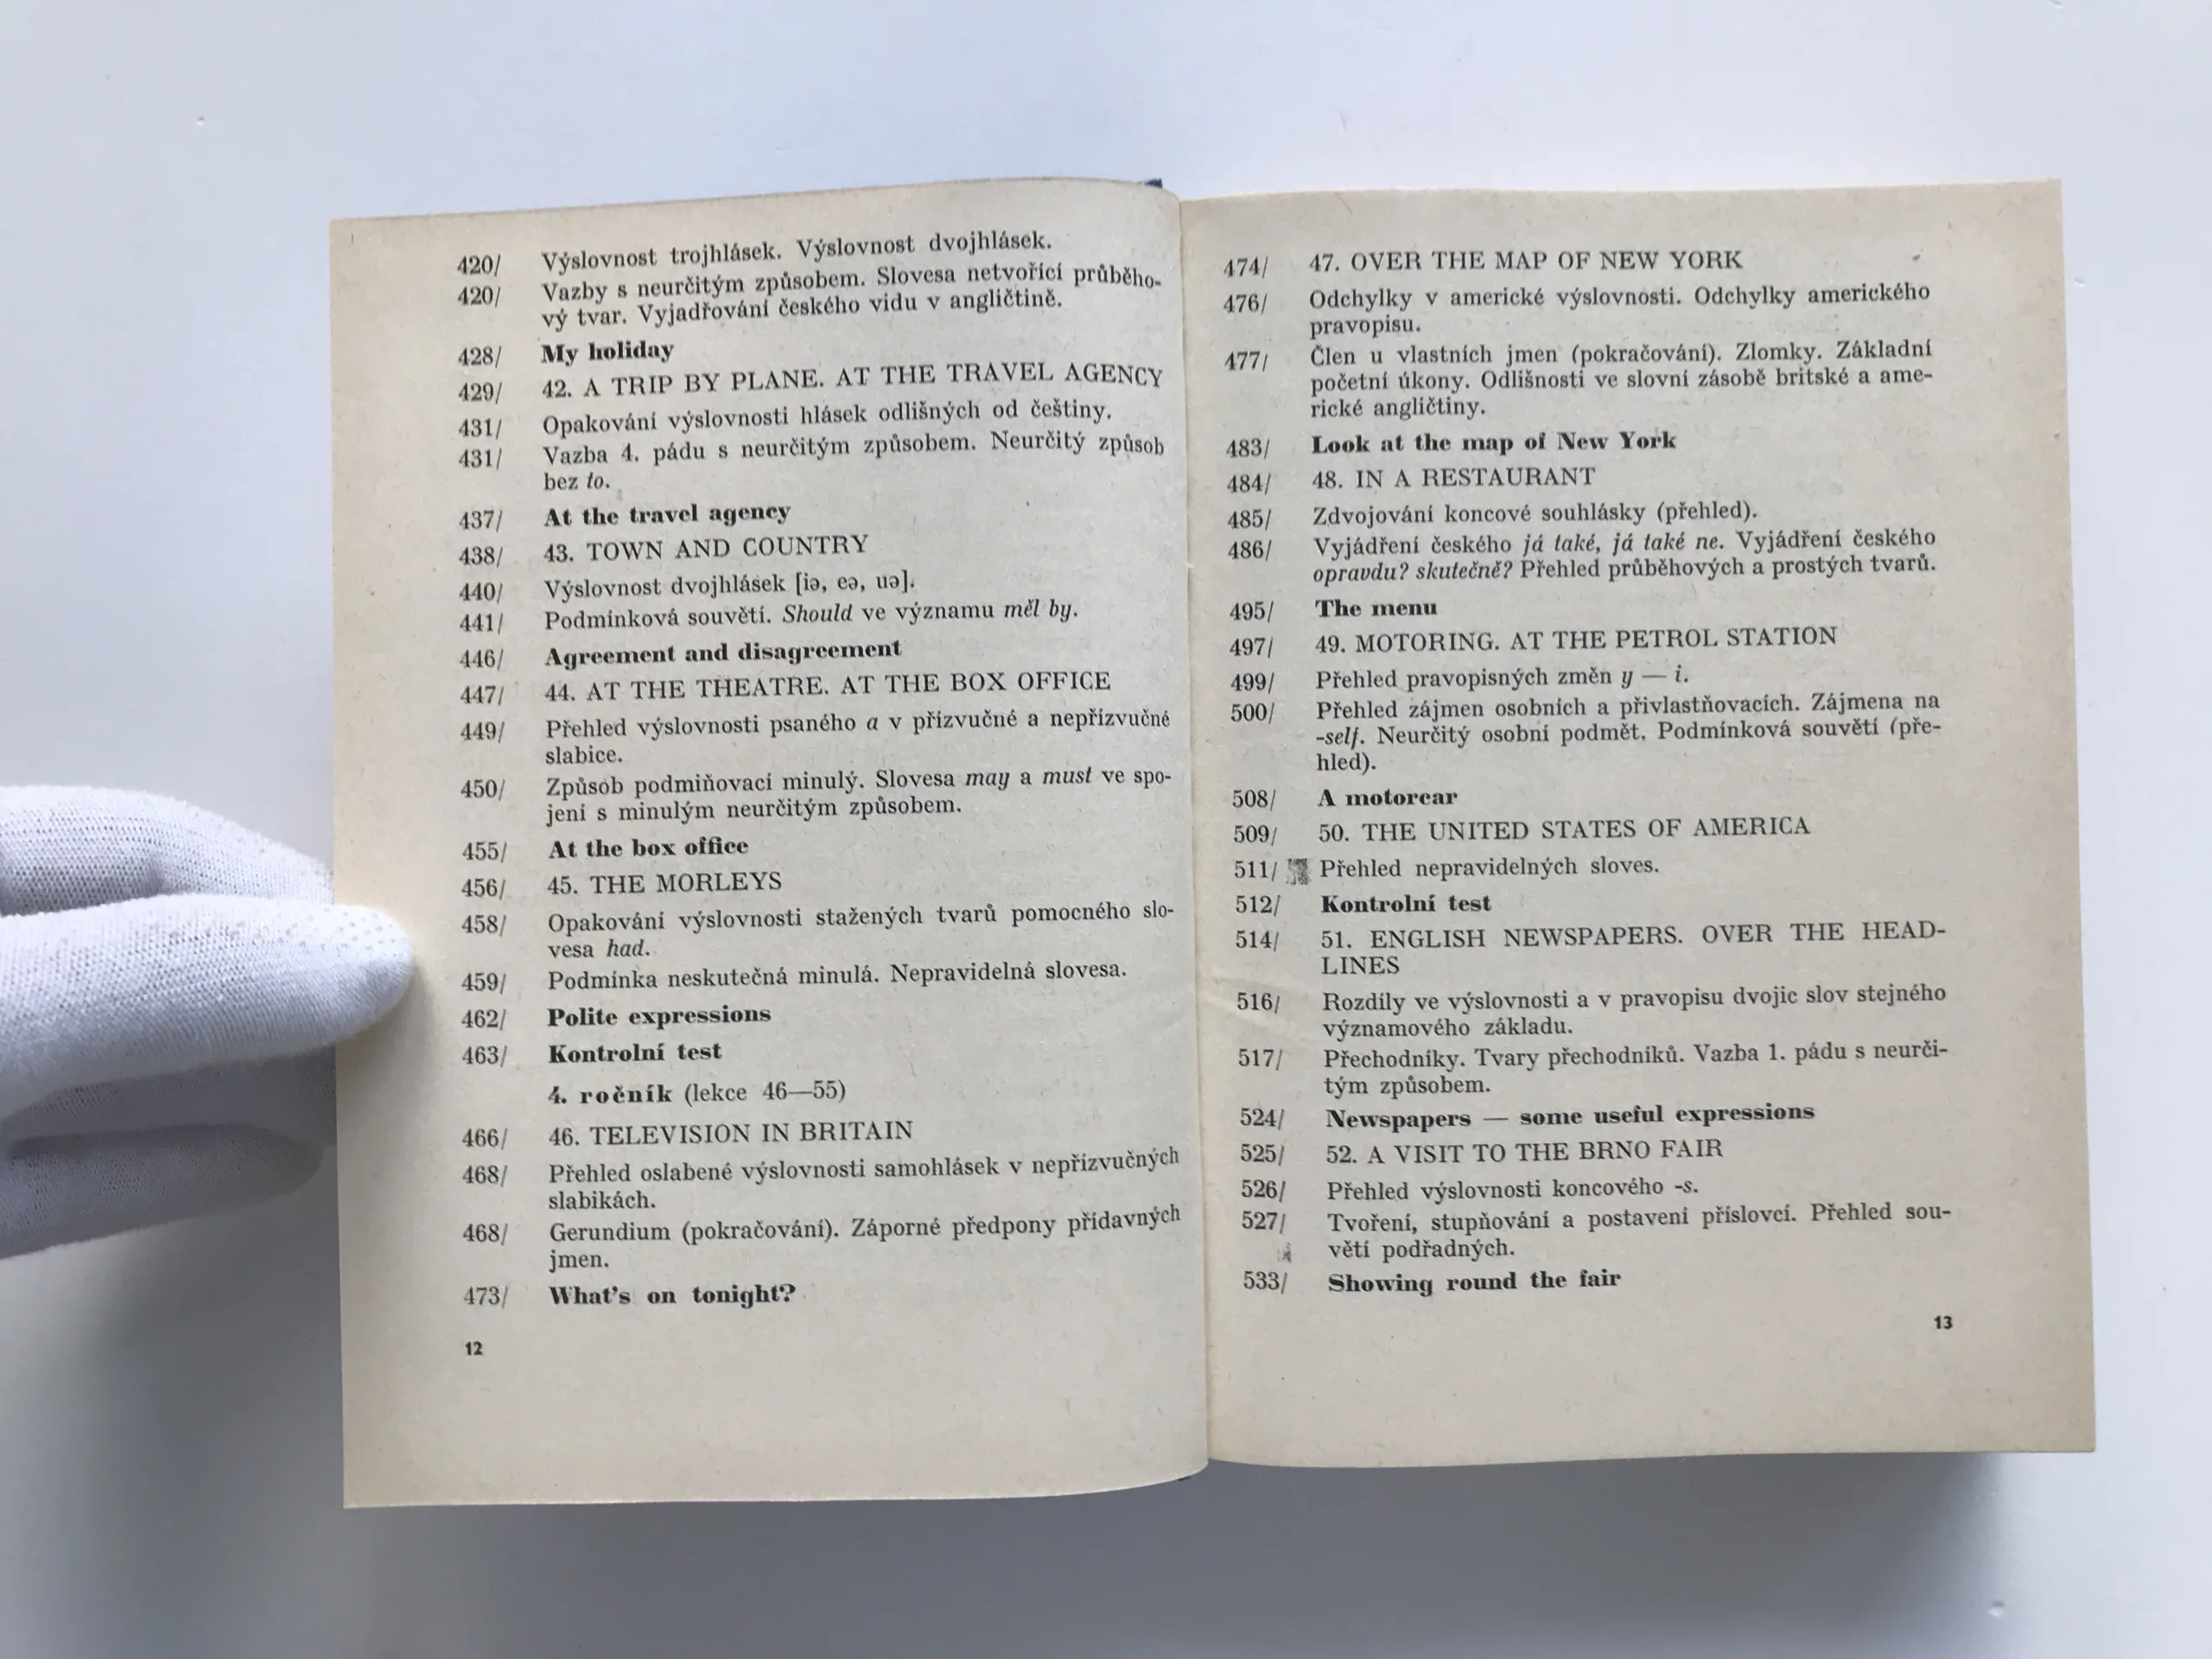 420/ Výslovnost trojhlásek. Výslovnost dvojhlásek.
420/ Vazby s neurčitým způsobem. Slovesa netvořící průběho-
vý tvar. Vyjadřování českého vidu v angličtině.
428/ My holiday
429/ 42. A TRIP BY PLANE. AT THE TRAVEL AGENCY
431/ Opakování výslovnosti hlásek odlišných od češtiny.
431/ Vazba 4. pádu s neurčitým způsobem. Neurčitý způsob
bez to.
437/ At the travel agency
438/ 43. TOWN AND COUNTRY
440/ Výslovnost dvojhlásek [iə, eə, uə].
441/ Podmínková souvětí. Should ve významu měl by.
446/ Agreement and disagreement
447/ 44. AT THE THEATRE. AT THE BOX OFFICE
449/ Přehled výslovnosti psaného a v přízvučné a nepřízvučné
slabice.
450/ Způsob podmiňovací minulý. Slovesa may a must ve spo-
jení s minulým neurčitým způsobem.
455/ At the box office
456/ 45. THE MORLEYS
458/ Opakování výslovnosti stažených tvarů pomocného slo-
vesa had.
459/ Podmínka neskutečná minulá. Nepravidelná slovesa.
462/ Polite expressions
463/ Kontrolní test
4. ročník (lekce 46—55)
466/ 46. TELEVISION IN BRITAIN
468/ Přehled oslabené výslovnosti samohlásek v nepřízvučných
slabikách.
468/ Gerundium (pokračování). Záporné předpony přídavných
jmen.
473/ What's on tonight?
12
474/ 47. OVER THE MAP OF NEW YORK
476/ Odchylky v americké výslovnosti. Odchylky amerického
pravopisu.
477/ Člen u vlastních jmen (pokračování). Zlomky. Základní
početní úkony. Odlišnosti ve slovní zásobě britské a ame-
rické angličtiny.
483/ Look at the map of New York
484/ 48. IN A RESTAURANT
485/ Zdvojování koncové souhlásky (přehled).
486/ Vyjádření českého já také, já také ne. Vyjádření českého
opravdu? skutečně? Přehled průběhových a prostých tvarů.
495/ The menu
497/ 49. MOTORING. AT THE PETROL STATION
499/ Přehled pravopisných změn y — i.
500/ Přehled zájmen osobních a přivlastňovacích. Zájmena na
-self. Neurčitý osobní podmět. Podmínková souvětí (pře-
hled).
508/ A motorcar
509/ 50. THE UNITED STATES OF AMERICA
511/ Přehled nepravidelných sloves.
512/ Kontrolní test
514/ 51. ENGLISH NEWSPAPERS. OVER THE HEAD-
LINES
516/ Rozdíly ve výslovnosti a v pravopisu dvojic slov stejného
významového základu.
517/ Přechodníky. Tvary přechodníků. Vazba 1. pádu s neurči-
tým způsobem.
524/ Newspapers — some useful expressions
525/ 52. A VISIT TO THE BRNO FAIR
526/ Přehled výslovnosti koncového -s.
527/ Tvoření, stupňování a postavení příslovcí. Přehled sou-
větí podřadných.
533/ Showing round the fair
13